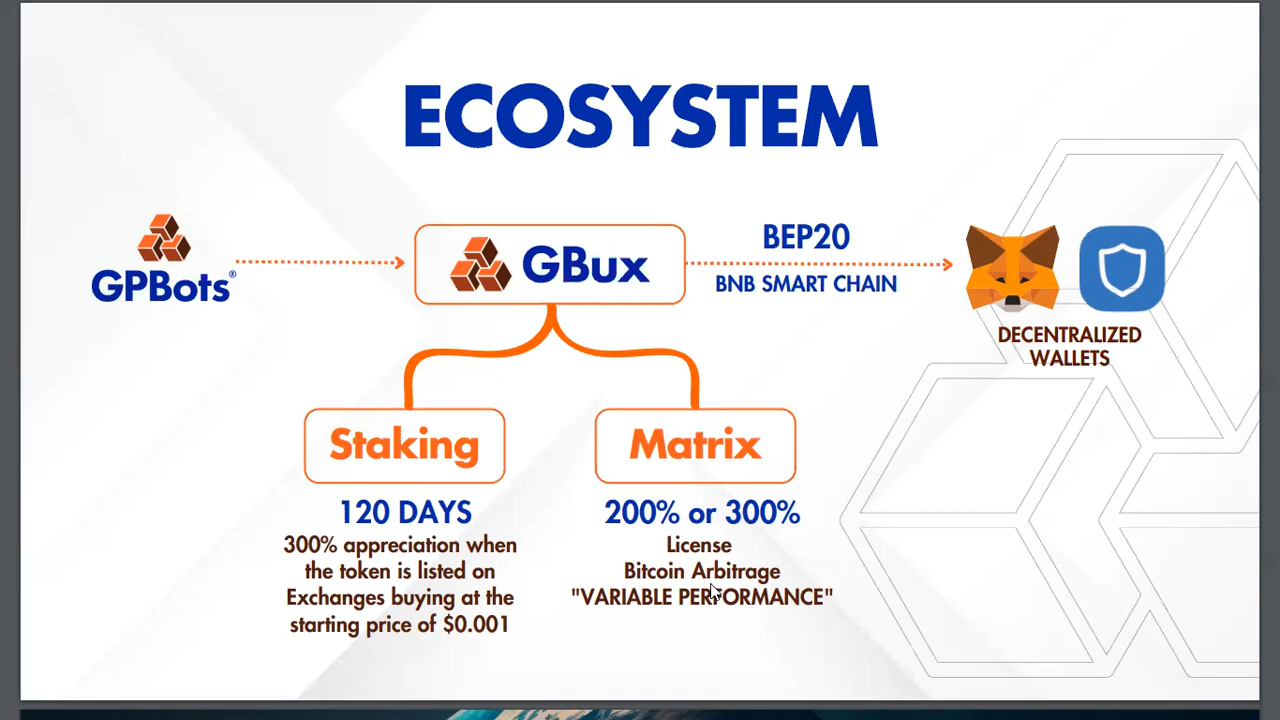 ECOSYSTEM
GPBots®
GBux
BEP20
BNB SMART CHAIN
DECENTRALIZED
WALLETS
Staking
120 DAYS
300% appreciation when
the token is listed on
Exchanges buying at the
starting price of $0.001
Matrix
200% or 300%
License
Bitcoin Arbitrage
"VARIABLE PERFORMANCE"